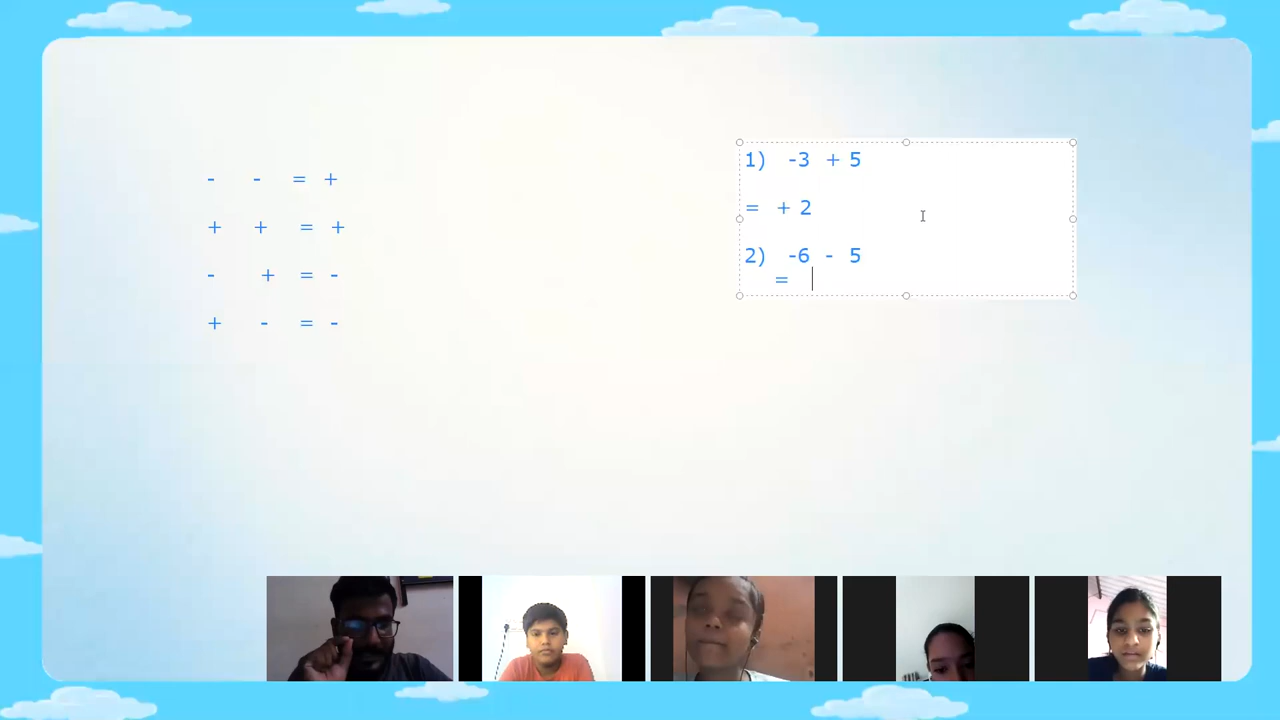 - - = +
+ + = +
- + = -
+ - = -
1) -3 + 5
= + 2
2) -6 - 5
=